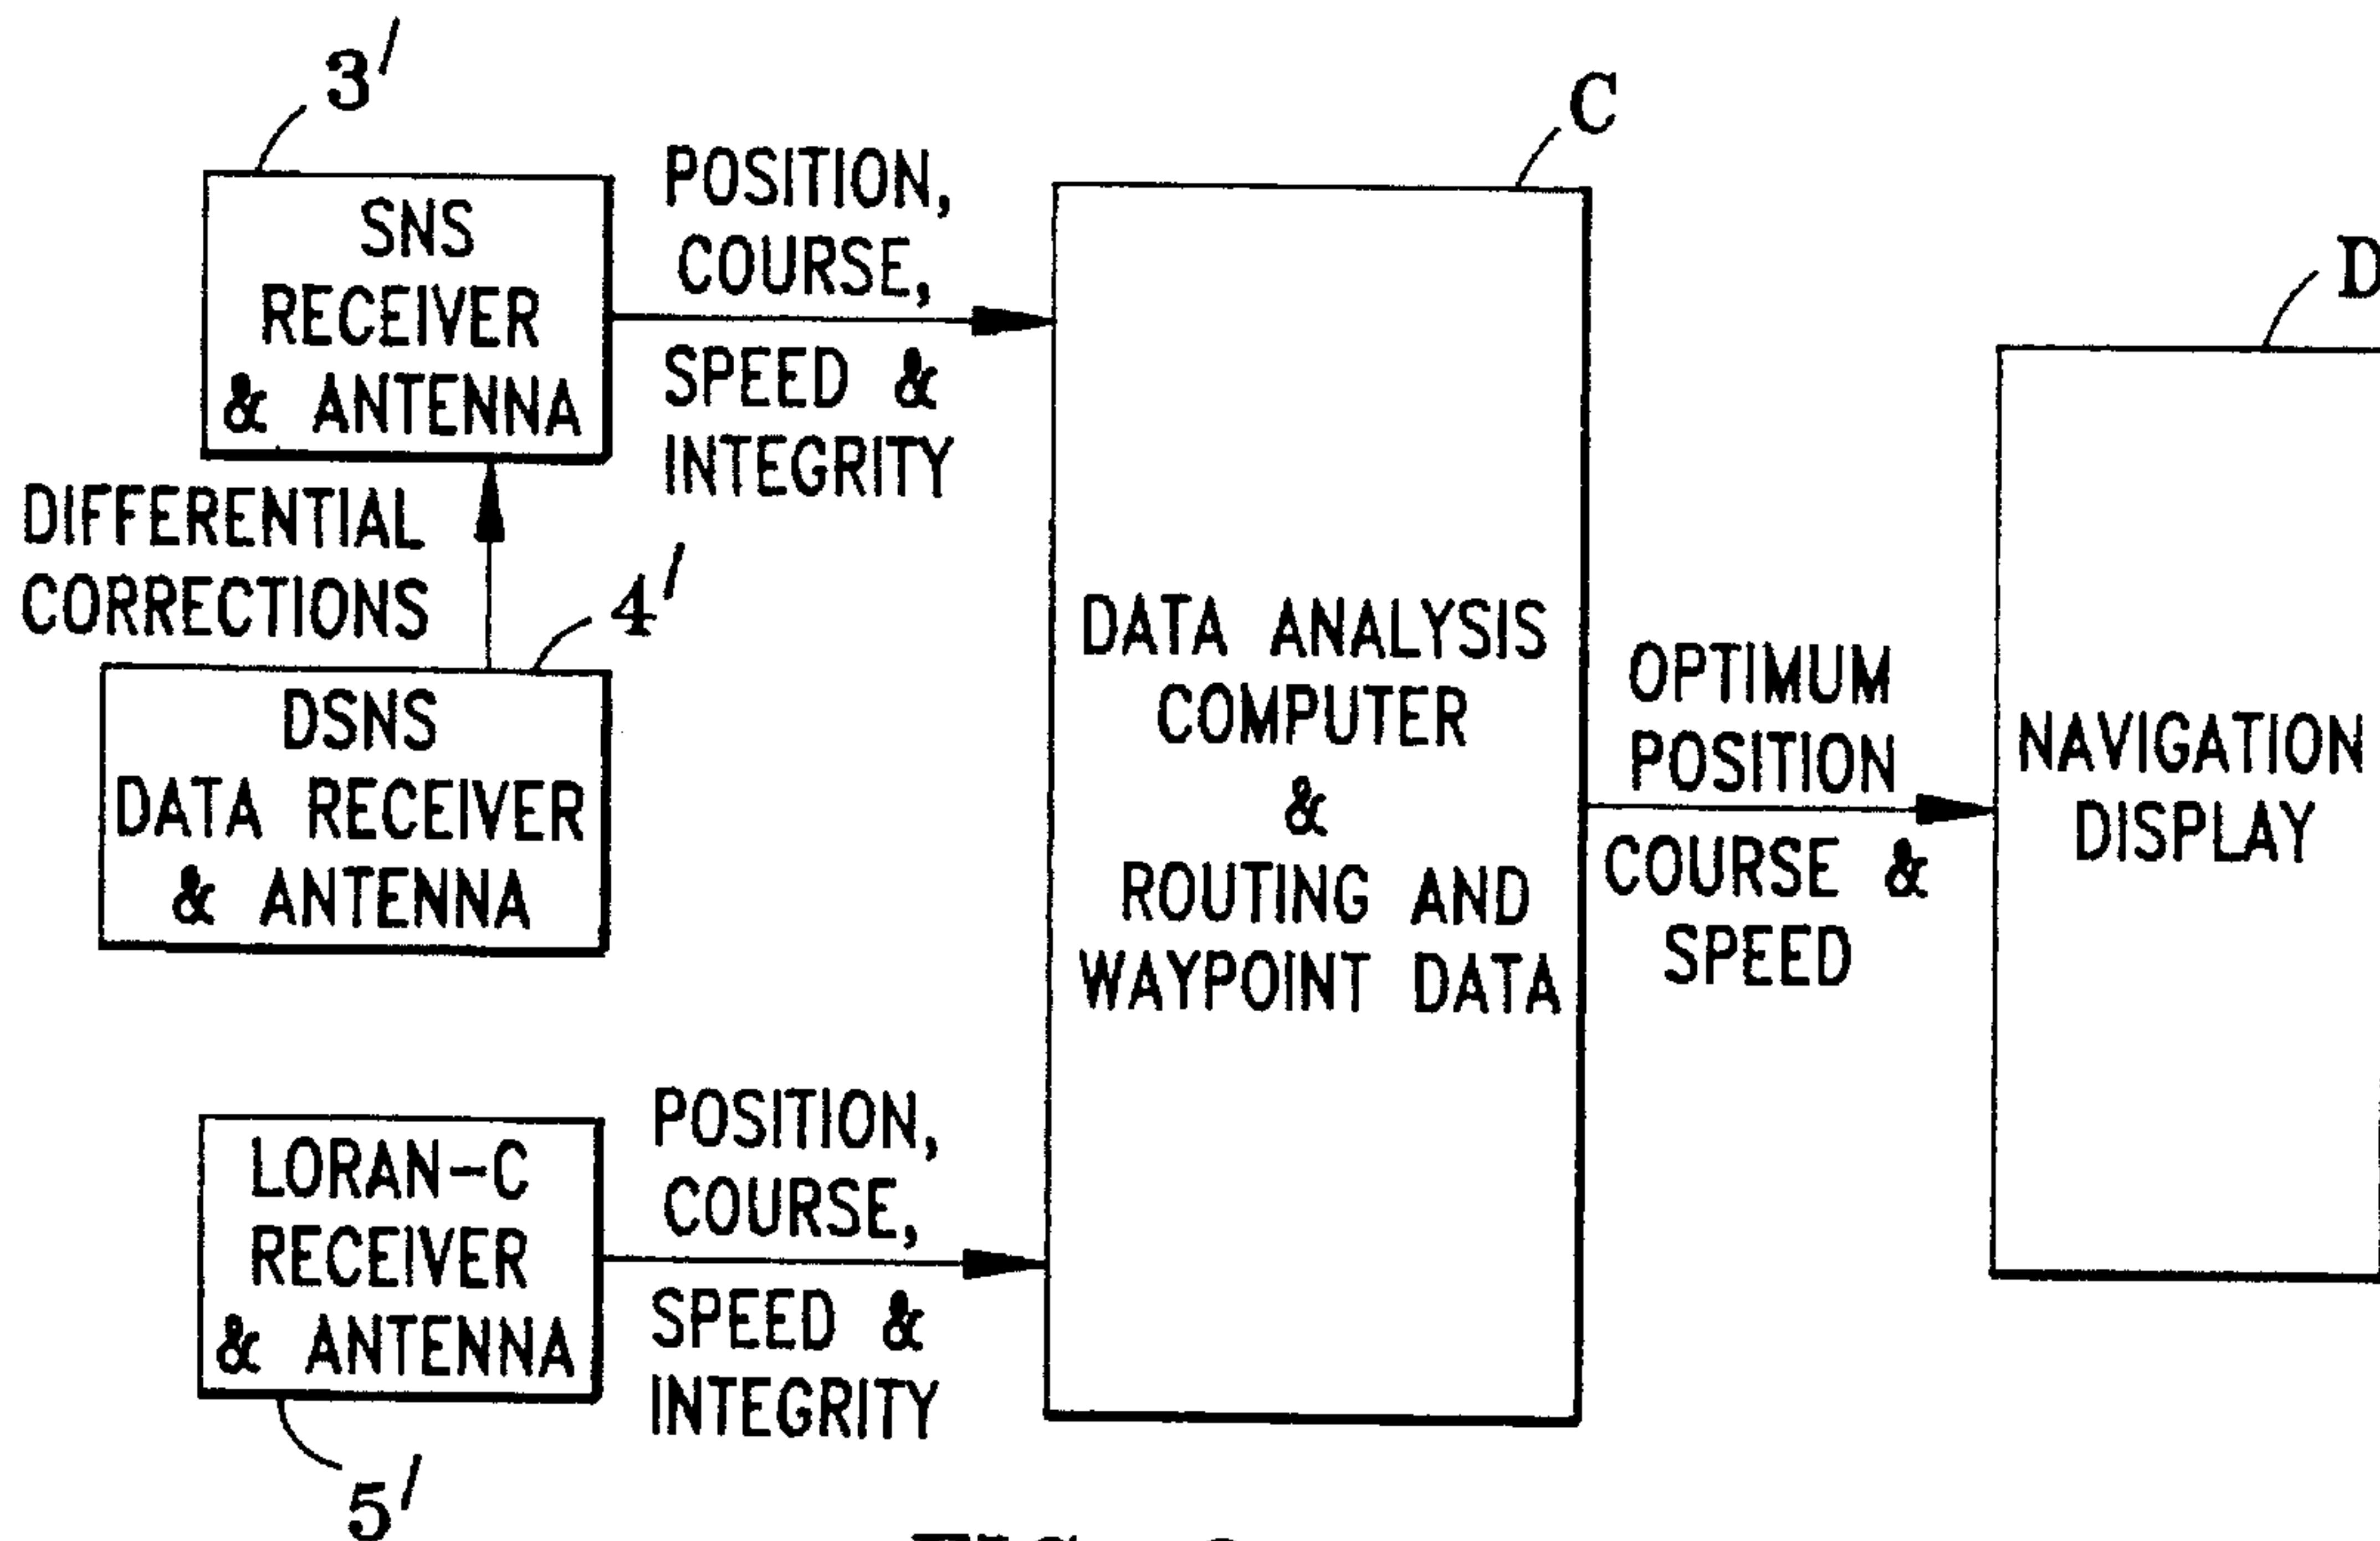 3'
SNS
RECEIVER
& ANTENNA
POSITION,
COURSE,
SPEED &
INTEGRITY
DIFFERENTIAL
CORRECTIONS
4'
DSNS
DATA RECEIVER
& ANTENNA
LORAN-C
RECEIVER
& ANTENNA
5'
POSITION,
COURSE,
SPEED &
INTEGRITY
C
DATA ANALYSIS
COMPUTER
&
ROUTING AND
WAYPOINT DATA
OPTIMUM
POSITION
COURSE &
SPEED
D
NAVIGATION
DISPLAY